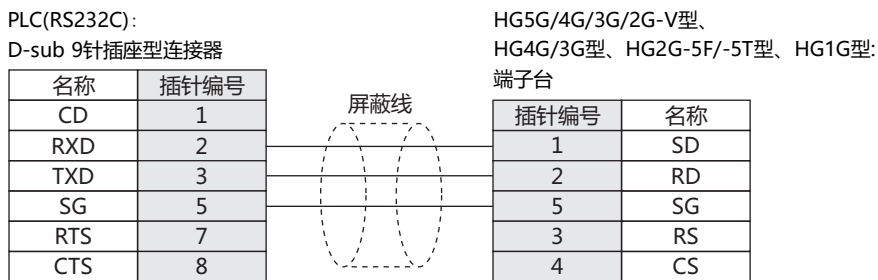 PLC(RS232C):
D-sub 9针插座型连接器
名称 插针编号
CD 1
RXD 2
TXD 3
SG 5
RTS 7
CTS 8
屏蔽线
HG5G/4G/3G/2G-V型、
HG4G/3G型、HG2G-5F/-5T型、HG1G型:
端子台
插针编号 名称
1 SD
2 RD
5 SG
3 RS
4 CS